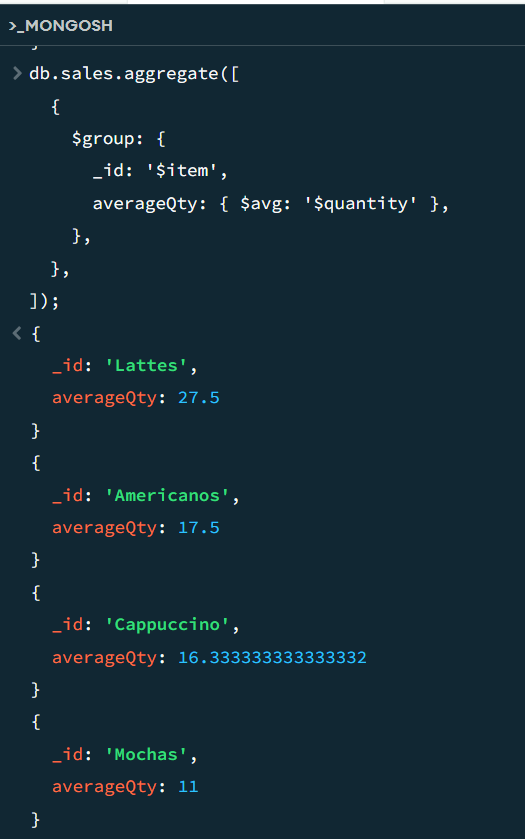 >_MONGOSH
}
> db.sales.aggregate([
{
$group: {
_id: '$item',
averageQty: { $avg: '$quantity' },
},
},
]);
< {
_id: 'Lattes',
averageQty: 27.5
}
{
_id: 'Americanos',
averageQty: 17.5
}
{
_id: 'Cappuccino',
averageQty: 16.333333333333332
}
{
_id: 'Mochas',
averageQty: 11
}